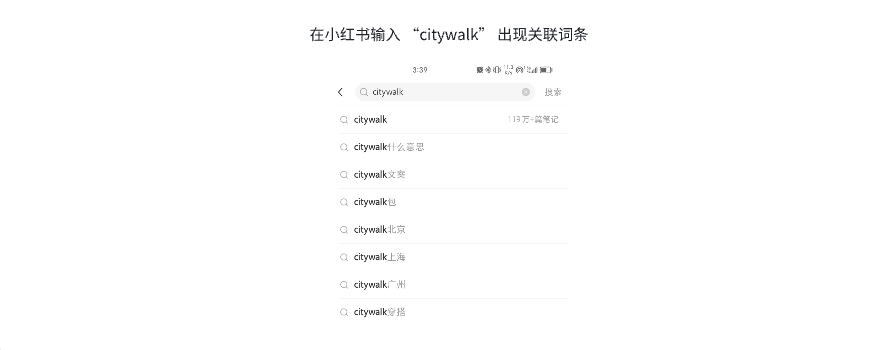 在小红书输入 “citywalk” 出现关联词条
3:39
citywalk 搜索
citywalk 119万+篇笔记
citywalk什么意思
citywalk文案
citywalk包
citywalk北京
citywalk上海
citywalk广州
citywalk穿搭